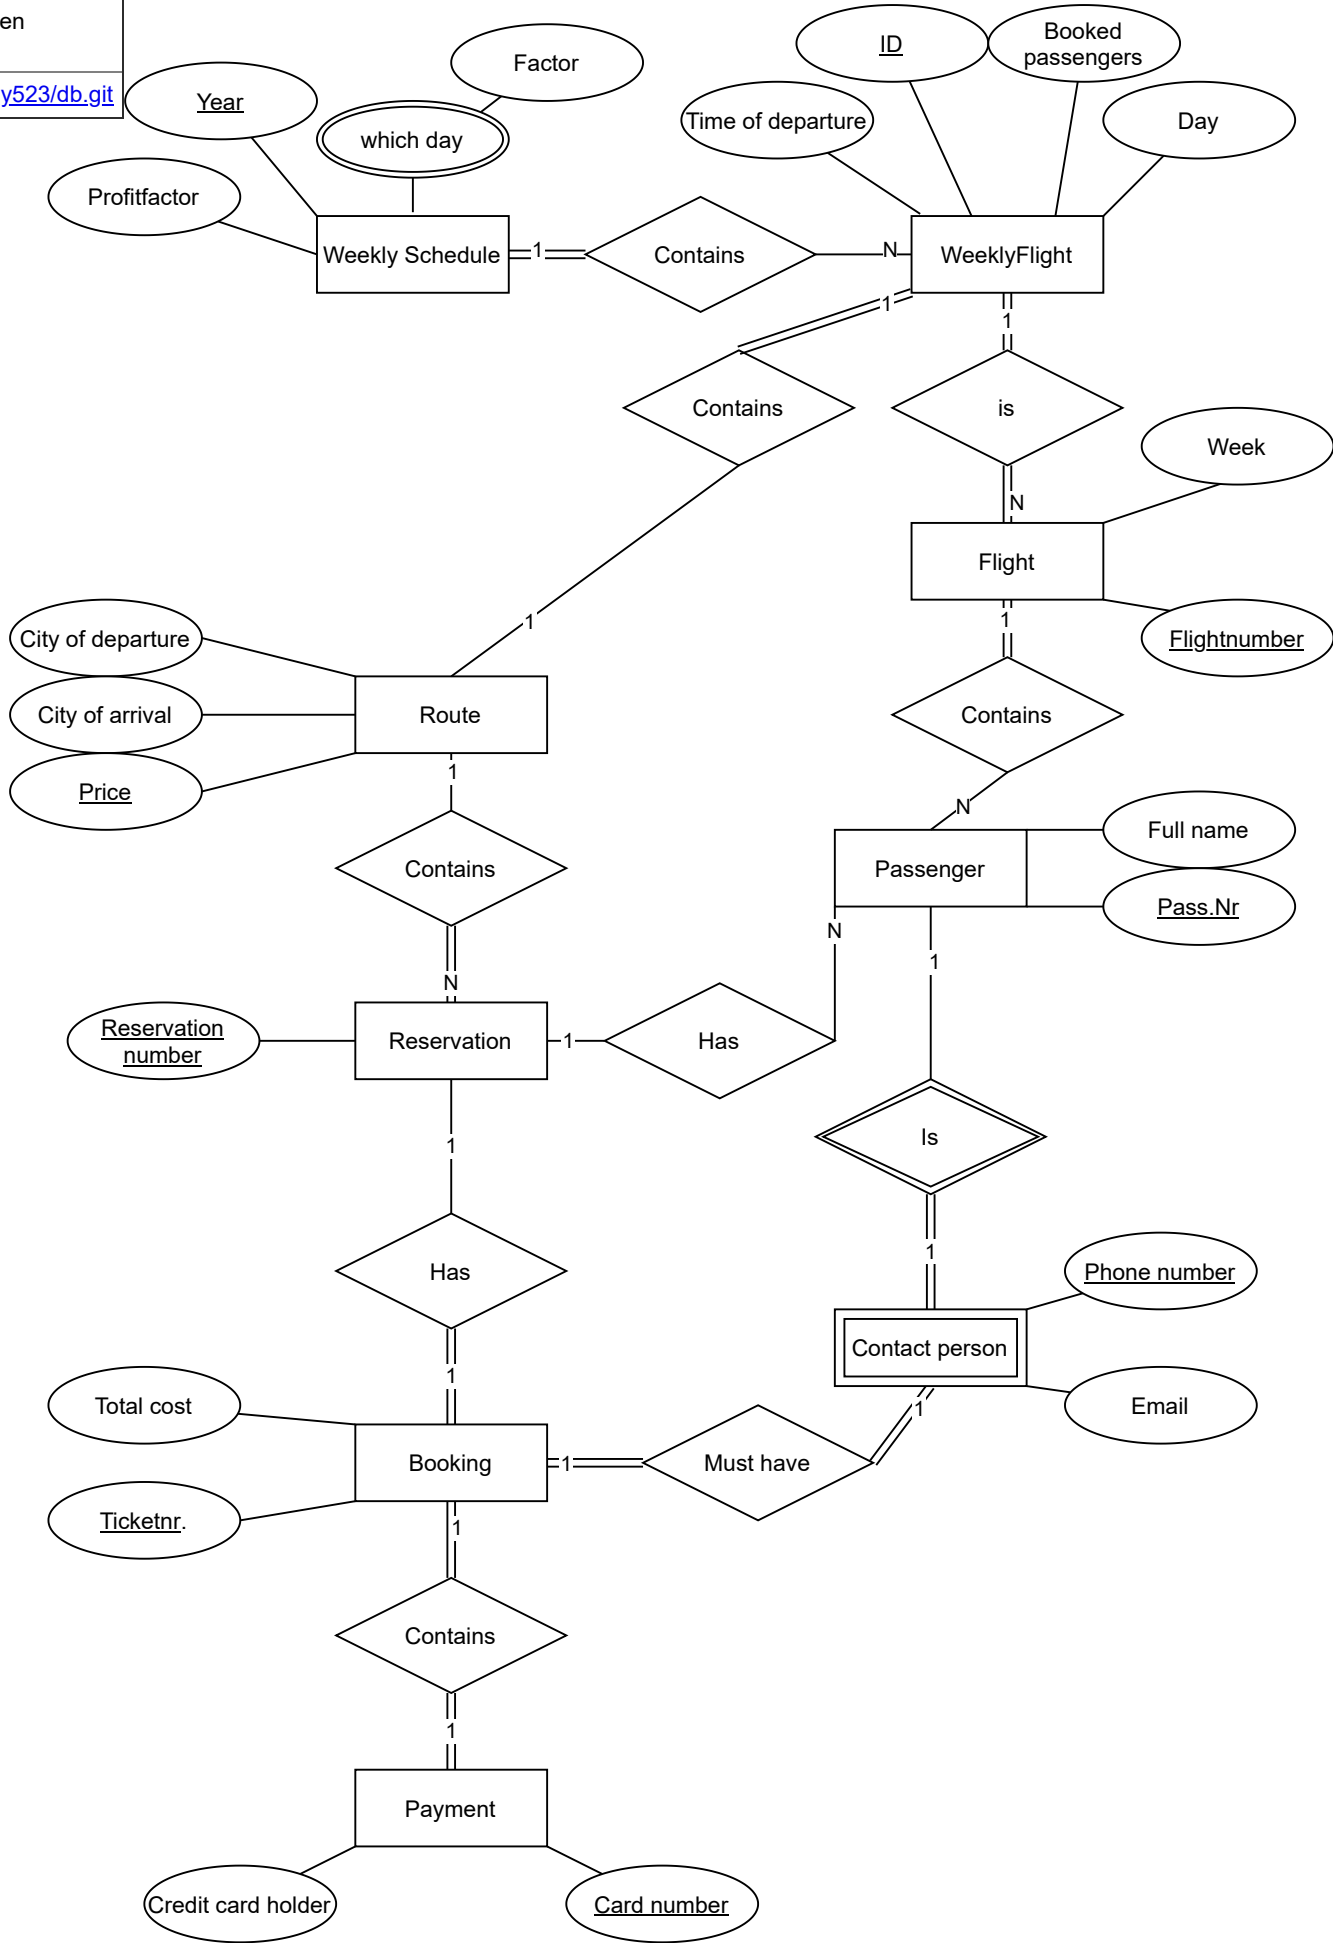 en
y523/db.git
ID
Booked
passengers
Factor
Year
which day
Time of departure
Day
Profitfactor
Weekly Schedule
1
Contains
N
WeeklyFlight
1
1
Contains
is
Week
N
Flight
1
1
City of departure
Flightnumber
City of arrival
Route
Contains
1
Price
N
Full name
Contains
Passenger
Pass.Nr
N
1
N
Reservation
number
Reservation
1
Has
1
Is
1
Has
Phone number
1
Contact person
1
Total cost
Email
Booking
1
Must have
Ticketnr.
1
Contains
1
Payment
Credit card holder
Card number